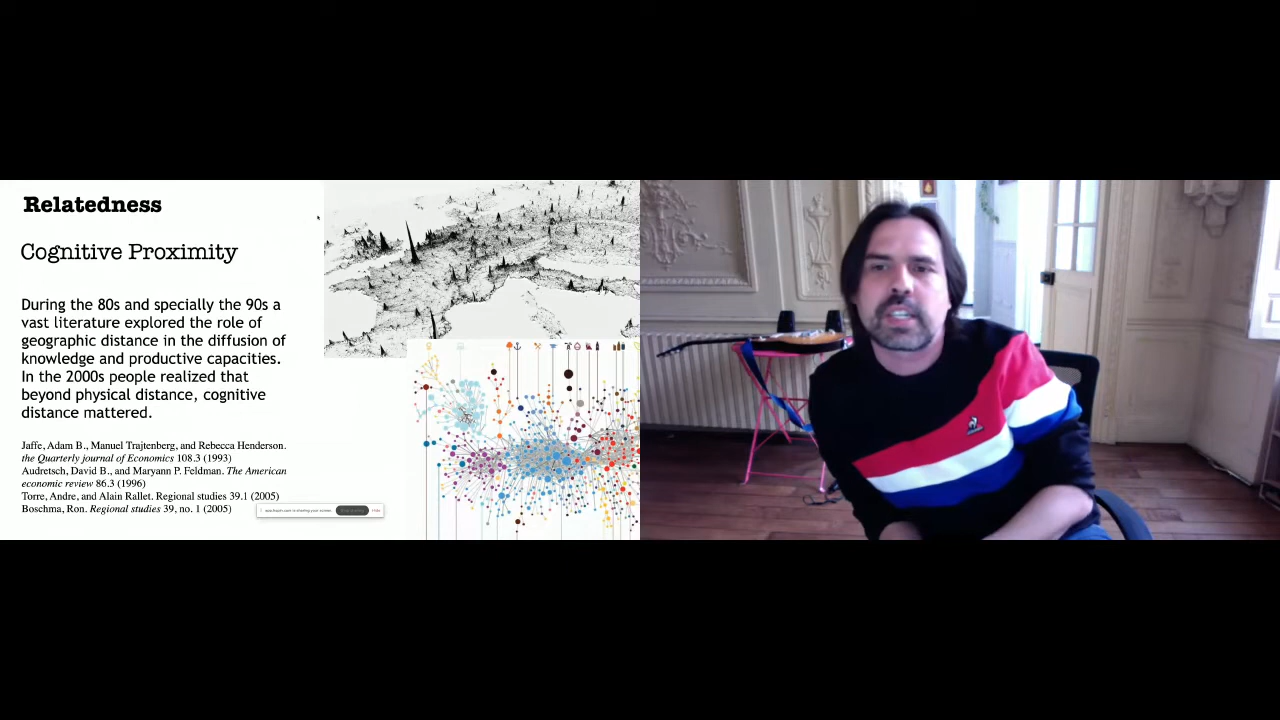 Relatedness
Cognitive Proximity
During the 80s and specially the 90s a
vast literature explored the role of
geographic distance in the diffusion of
knowledge and productive capacities.
In the 2000s people realized that
beyond physical distance, cognitive
distance mattered.
Jaffe, Adam B., Manuel Trajtenberg, and Rebecca Henderson.
the Quarterly journal of Economics 108.3 (1993)
Audretsch, David B., and Maryann P. Feldman. The American
economic review 86.3 (1996)
Torre, Andre, and Alain Rallet. Regional studies 39.1 (2005)
Boschma, Ron. Regional studies 39, no. 1 (2005)
is sharing your screen.